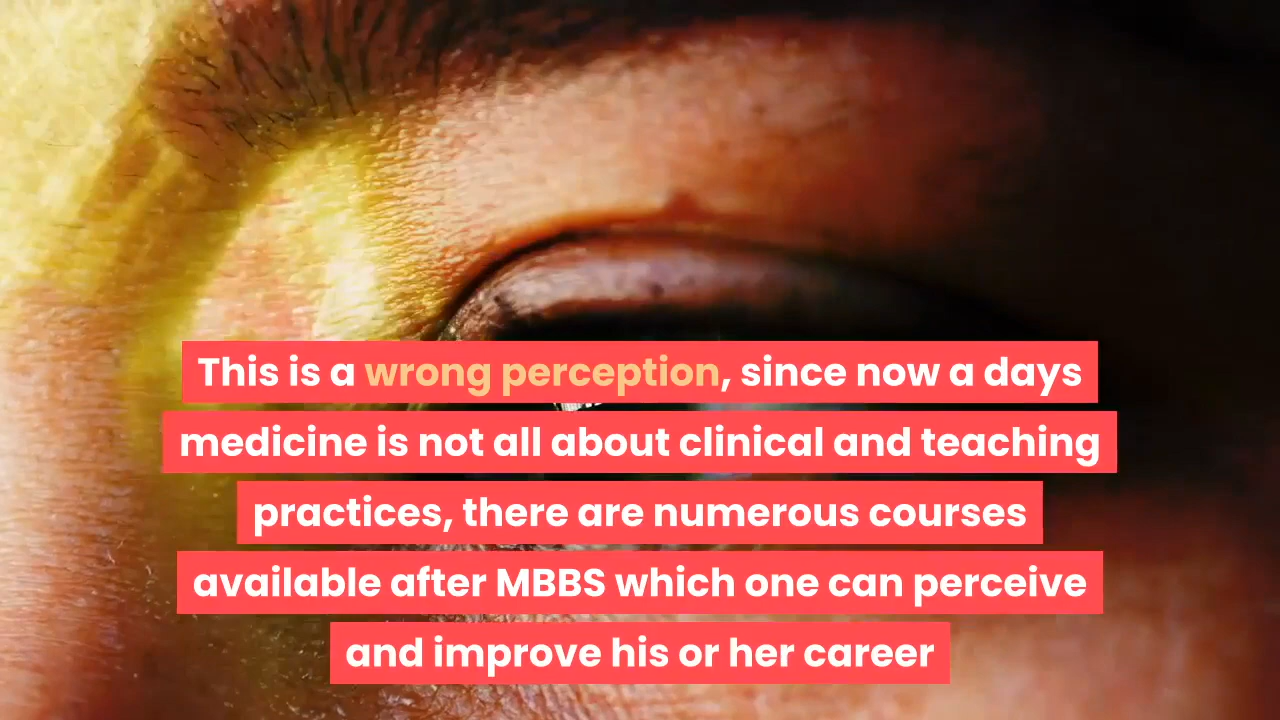 This is a wrong perception, since now a days
medicine is not all about clinical and teaching
practices, there are numerous courses
available after MBBS which one can perceive
and improve his or her career